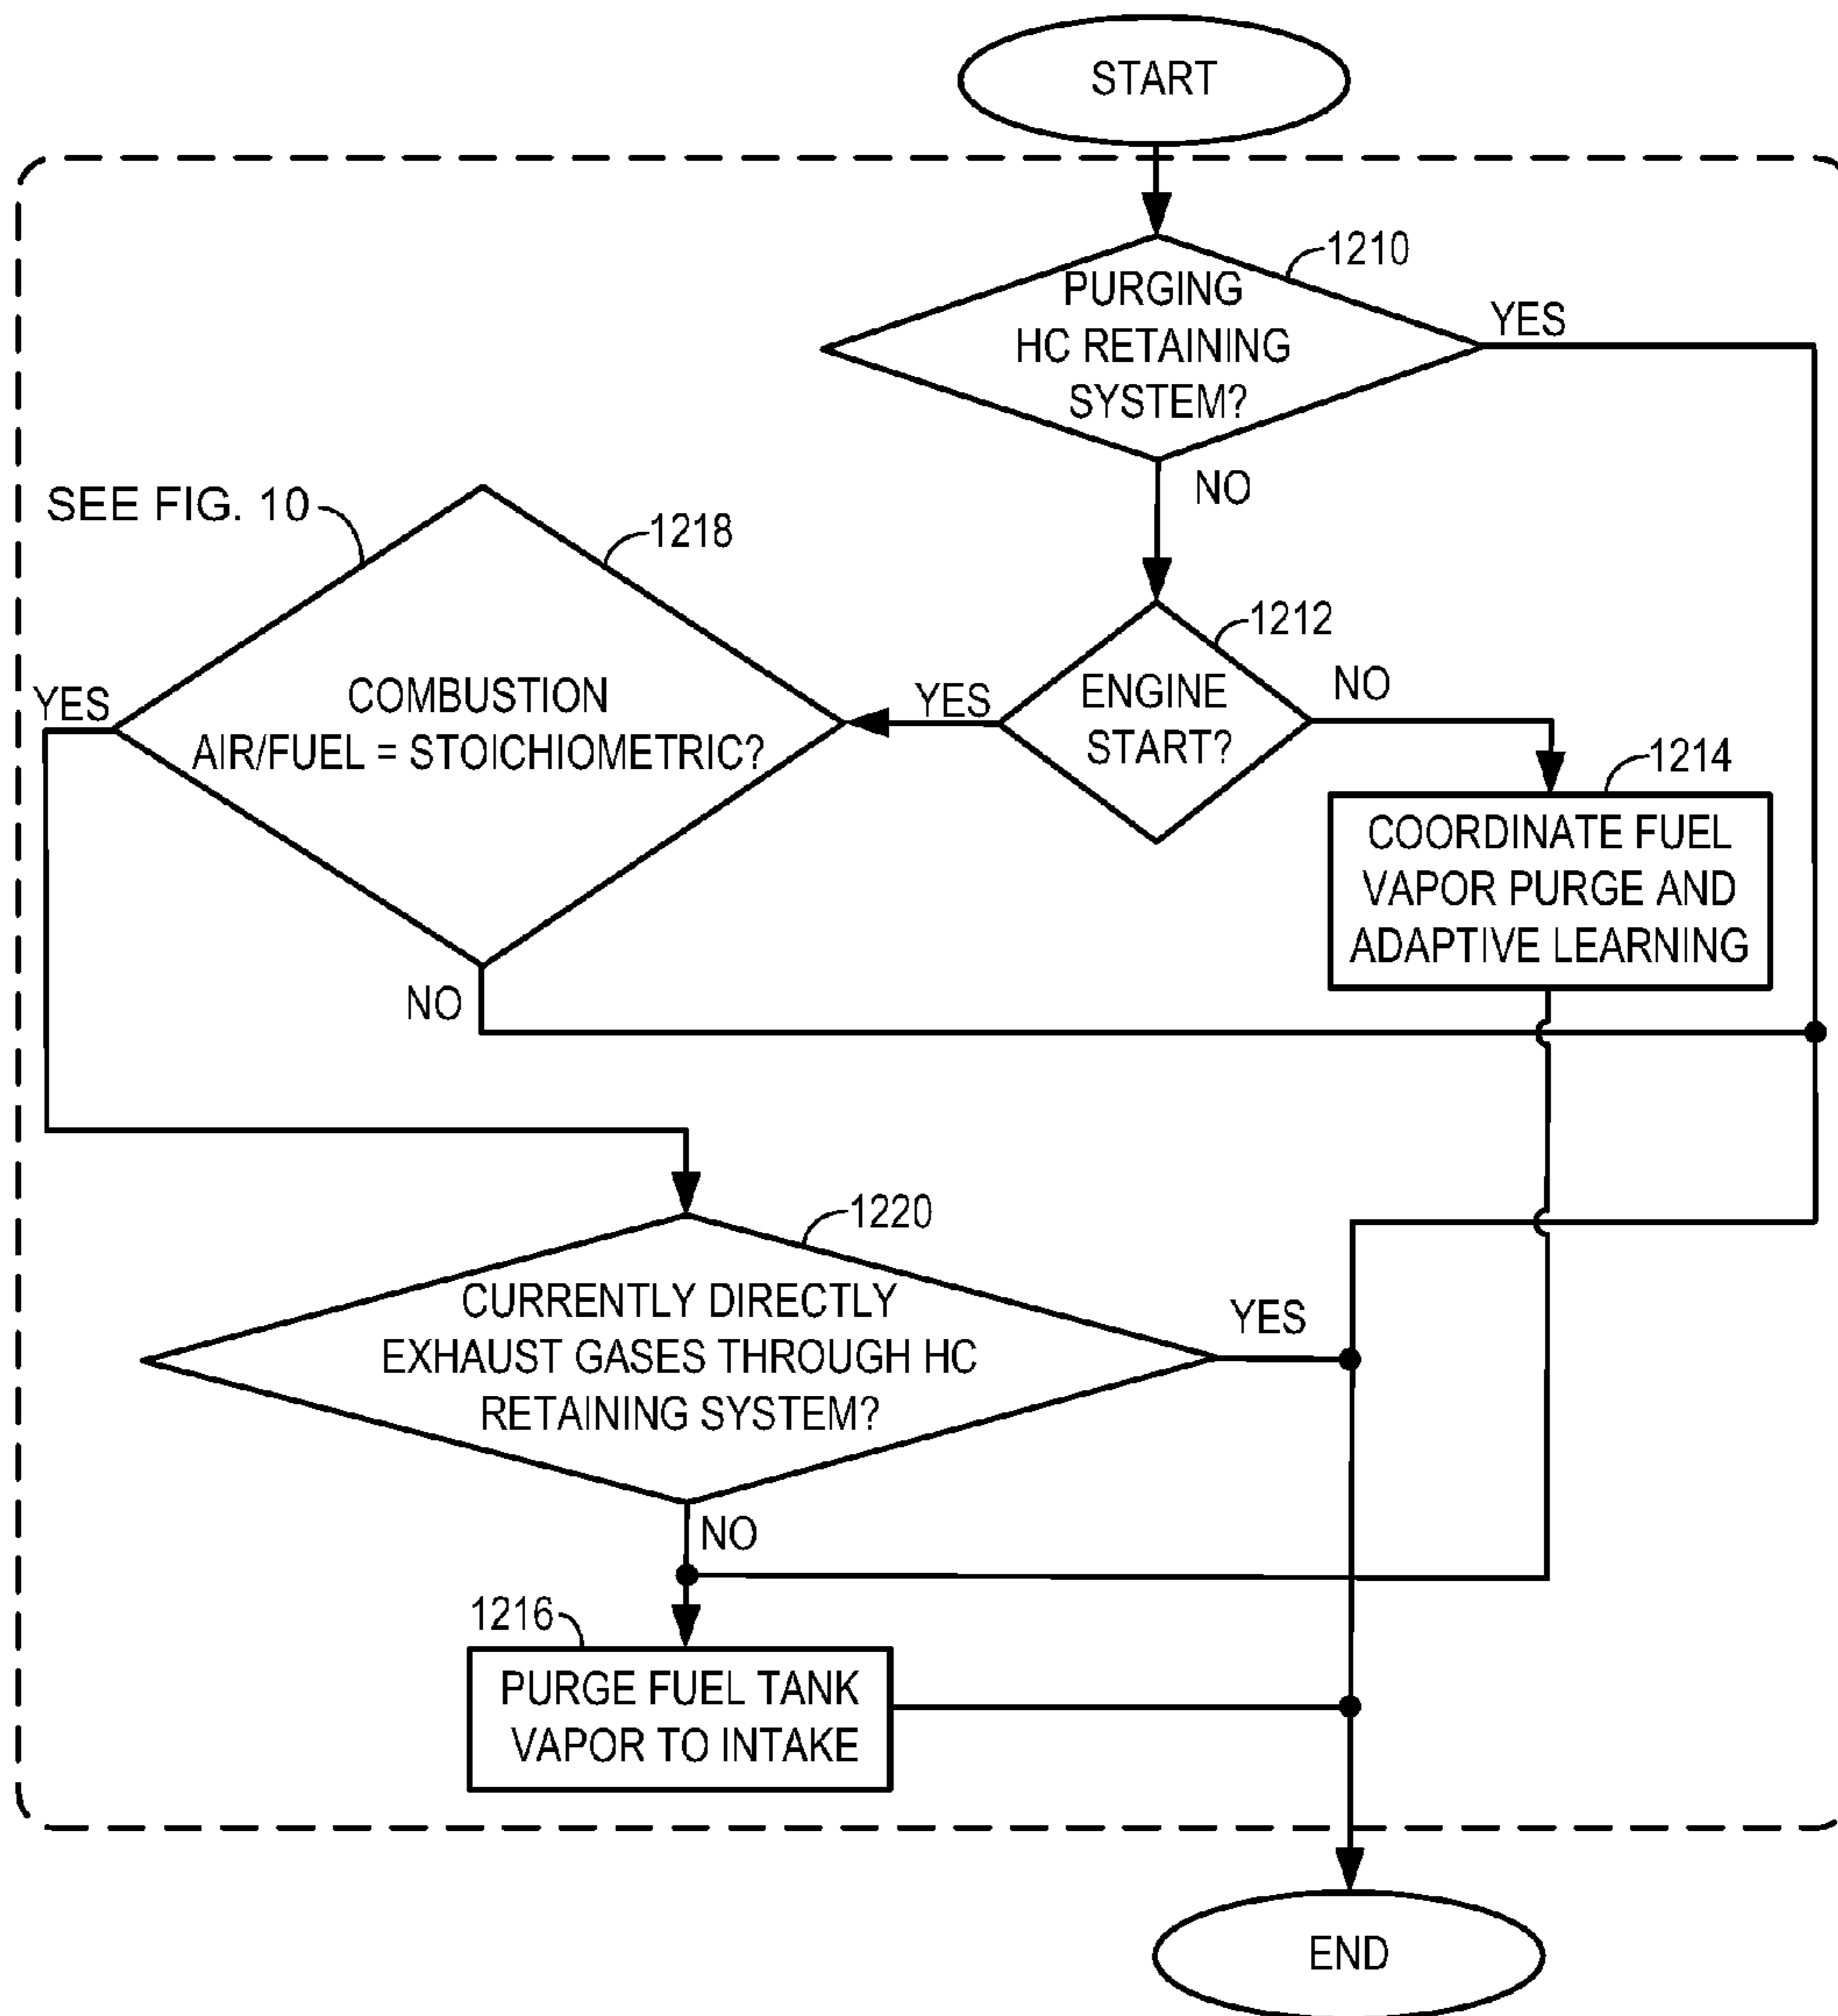 START
1210
PURGING
HC RETAINING
SYSTEM?
YES
NO
SEE FIG. 10
1218
COMBUSTION
AIR/FUEL = STOICHIOMETRIC?
YES
NO
1212
ENGINE
START?
YES
NO
1214
COORDINATE FUEL
VAPOR PURGE AND
ADAPTIVE LEARNING
1220
CURRENTLY DIRECTLY
EXHAUST GASES THROUGH HC
RETAINING SYSTEM?
YES
NO
1216
PURGE FUEL TANK
VAPOR TO INTAKE
END